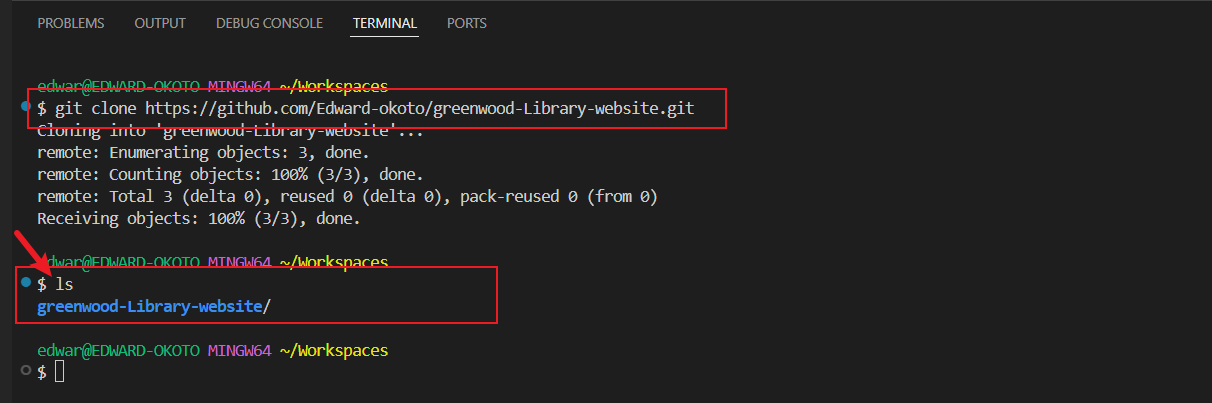 PROBLEMS OUTPUT DEBUG CONSOLE TERMINAL PORTS
edwar@EDWARD-OKOTO MINGW64 ~/Workspaces
$ git clone https://github.com/Edward-okoto/greenwood-Library-website.git
Cloning into 'greenwood-Library-website'...
remote: Enumerating objects: 3, done.
remote: Counting objects: 100% (3/3), done.
remote: Total 3 (delta 0), reused 0 (delta 0), pack-reused 0 (from 0)
Receiving objects: 100% (3/3), done.
edwar@EDWARD-OKOTO MINGW64 ~/Workspaces
$ ls
greenwood-Library-website/
edwar@EDWARD-OKOTO MINGW64 ~/Workspaces
$